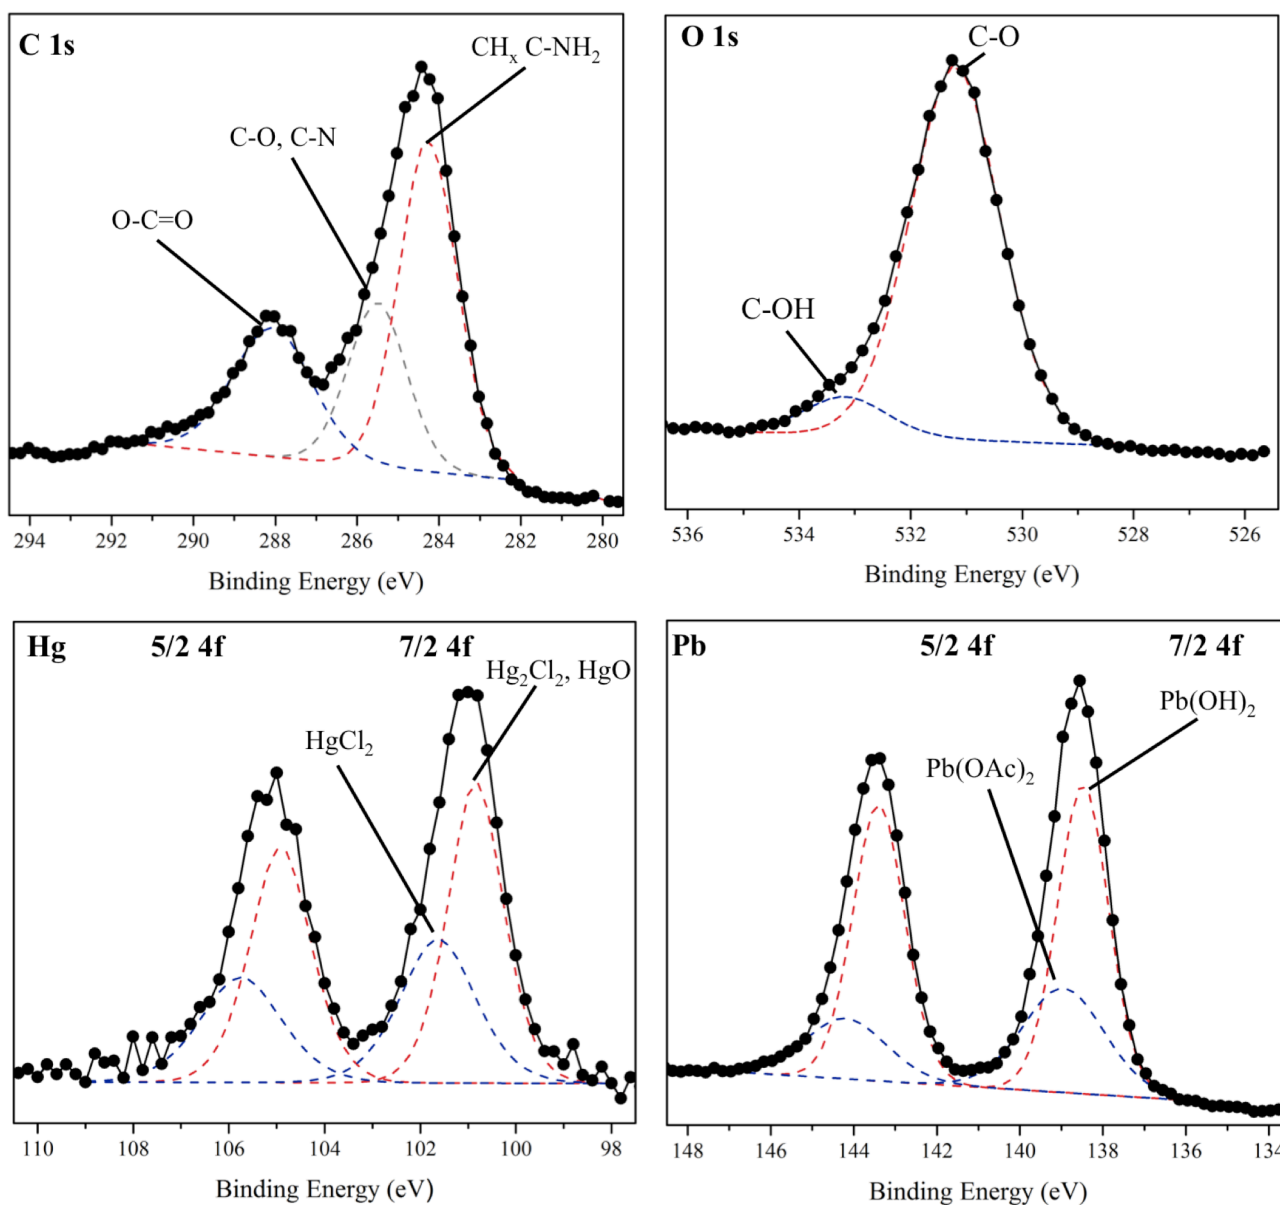 C 1s
CHₓ C-NH₂
C-O, C-N
O-C=O
294 292 290 288 286 284 282 280
Binding Energy (eV)
O 1s
C-O
C-OH
536 534 532 530 528 526
Binding Energy (eV)
Hg 5/2 4f 7/2 4f
Hg₂Cl₂, HgO
HgCl₂
110 108 106 104 102 100 98
Binding Energy (eV)
Pb 5/2 4f 7/2 4f
Pb(OH)₂
Pb(OAc)₂
148 146 144 142 140 138 136 134
Binding Energy (eV)